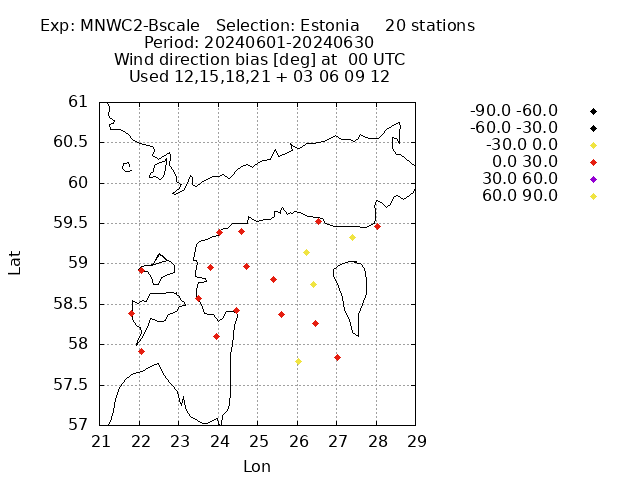 Exp: MNWC2-Bscale   Selection: Estonia     20 stations
Period: 20240601-20240630
Wind direction bias [deg] at  00 UTC
Used 12,15,18,21 + 03 06 09 12
-90.0 -60.0
-60.0 -30.0
-30.0 0.0
0.0 30.0
30.0 60.0
60.0 90.0
61
60.5
60
59.5
59
58.5
58
57.5
57
Lat
21 22 23 24 25 26 27 28 29
Lon